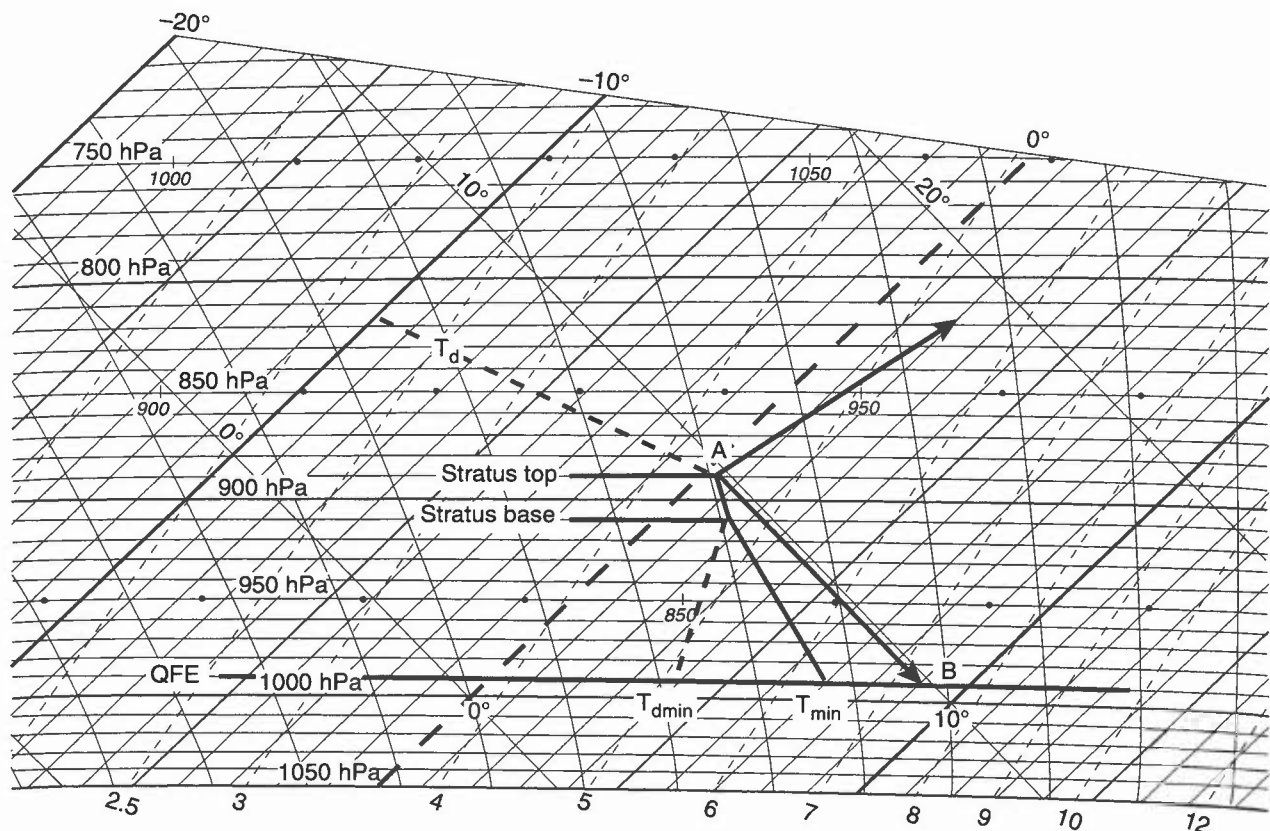 −20°
−10°
0°
750 hPa
1000
10°
1050
20°
800 hPa
T_d
850 hPa
900
950
0°
A
Stratus top
900 hPa
Stratus base
950 hPa
850
QFE
1000 hPa
B
0°
T_dmin
T_min
10°
1050 hPa
2.5 3 4 5 6 7 8 9 10 12